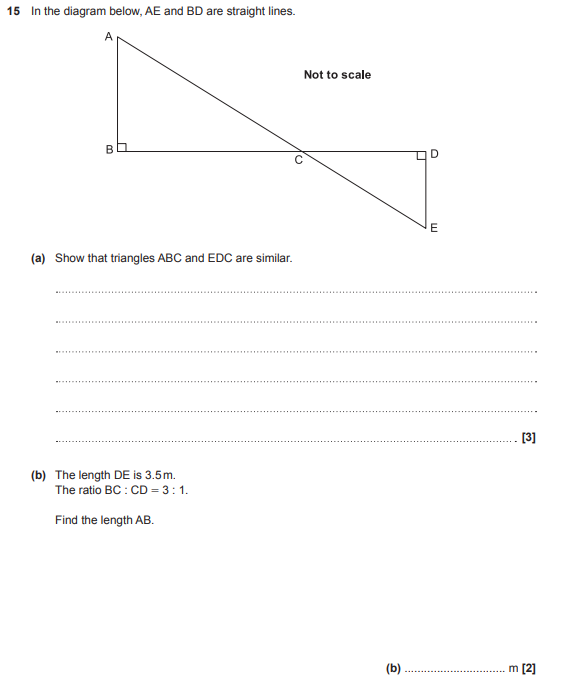 15 In the diagram below, AE and BD are straight lines.
A
Not to scale
B
C
D
E
(a) Show that triangles ABC and EDC are similar.
[3]
(b) The length DE is 3.5 m.
The ratio BC : CD = 3 : 1.
Find the length AB.
(b) .............................. m [2]